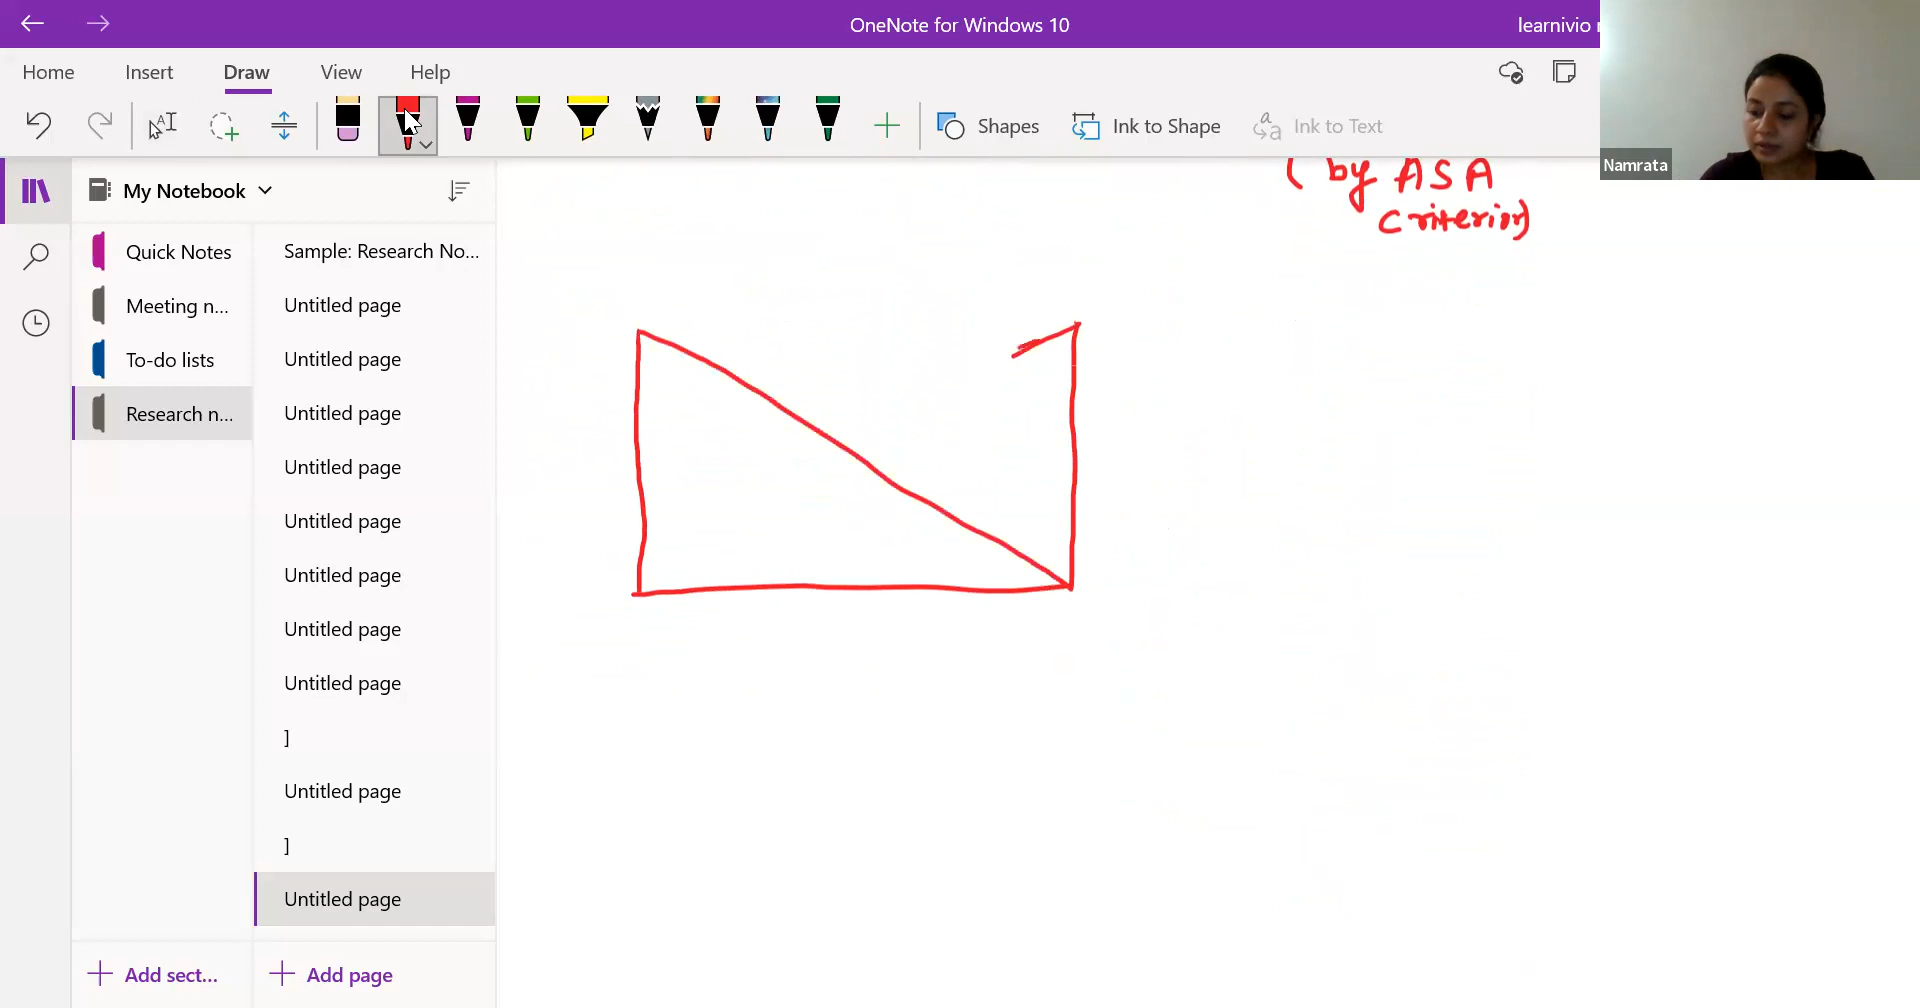 OneNote for Windows 10
learnivio
Home Insert Draw View Help
Shapes Ink to Shape Ink to Text
Namrata
My Notebook
( by ASA
criterion)
Quick Notes
Meeting n...
To-do lists
Research n...
Sample: Research No...
Untitled page
Untitled page
Untitled page
Untitled page
Untitled page
Untitled page
Untitled page
Untitled page
]
Untitled page
]
Untitled page
+ Add sect...
+ Add page